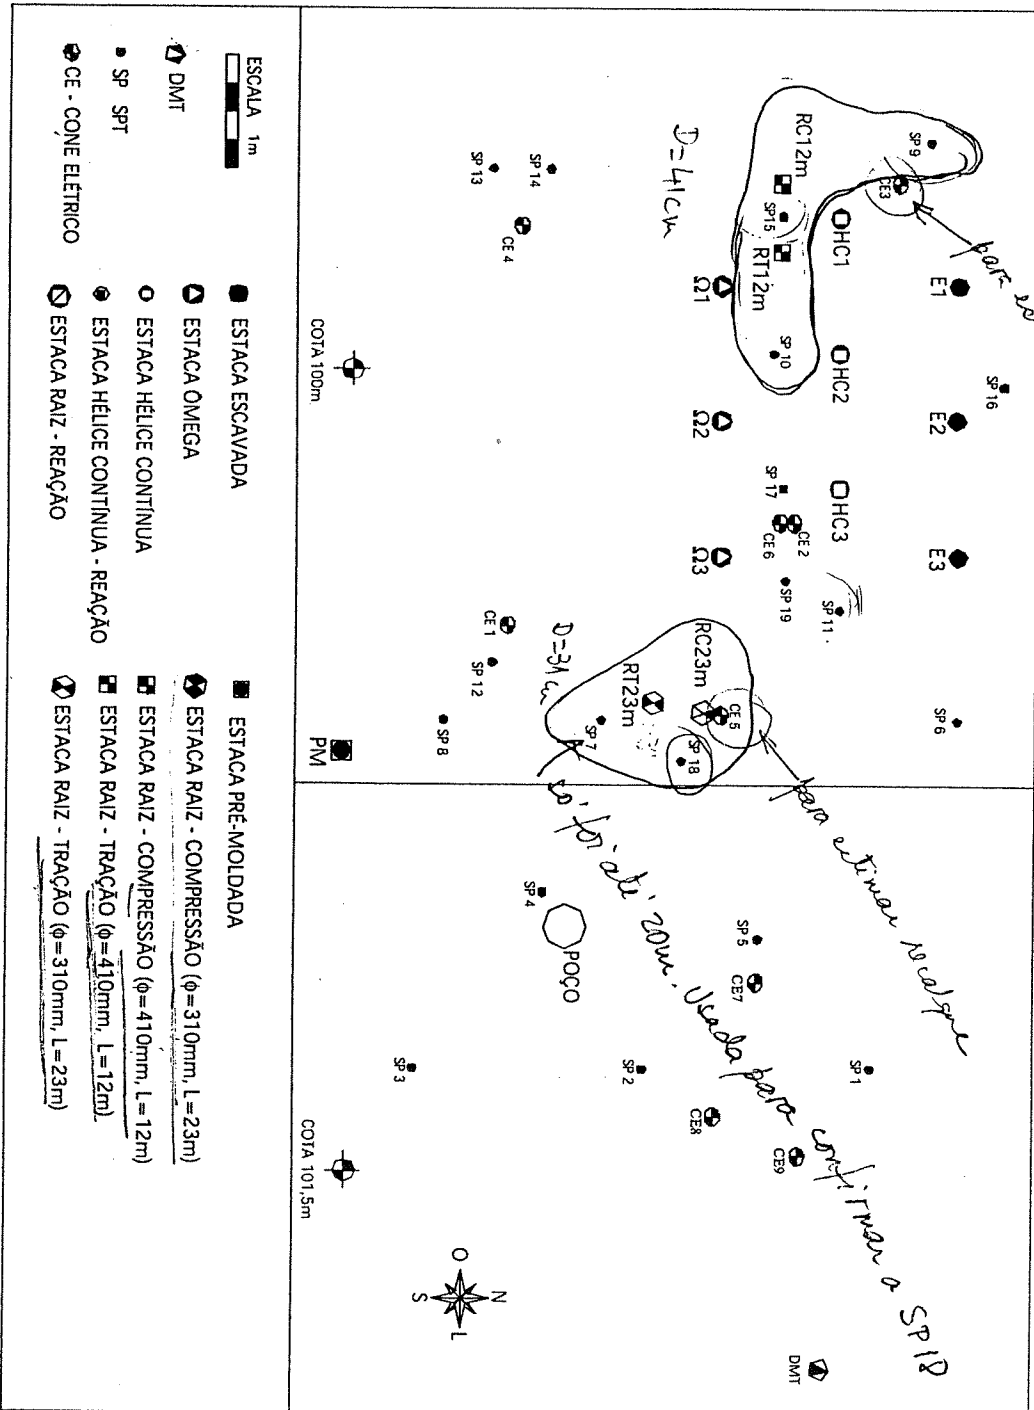 SP 9
CE3
RC12m
SP15
RT12m
SP 10
HC1
HC2
HC3
E1
E2
E3
SP 16
SP 14
SP 13
CE 4
D=41cm
Ω1
Ω2
Ω3
SP 17
CE 2
CE 6
SP 19
SP 11
SP 6
CE 1
SP 12
SP 8
D=31cm
RC23m
RT23m
CE 5
SP 18
SP 7
PM
para es
para estimar recalque
só foi até 20m. Usada para confirmar a SP18
SP 4
POÇO
SP 5
CE7
SP 3
SP 2
SP 1
CE8
CE9
DMT
COTA 100m
COTA 101,5m
N
S
O
L
ESCALA 1m
DMT
SP SPT
CE - CONE ELÉTRICO
ESTACA ESCAVADA
ESTACA ÔMEGA
ESTACA HÉLICE CONTÍNUA
ESTACA HÉLICE CONTÍNUA - REAÇÃO
ESTACA RAIZ - REAÇÃO
ESTACA PRÉ-MOLDADA
ESTACA RAIZ - COMPRESSÃO (ϕ=310mm, L=23m)
ESTACA RAIZ - COMPRESSÃO (ϕ=410mm, L=12m)
ESTACA RAIZ - TRAÇÃO (ϕ=410mm, L=12m)
ESTACA RAIZ - TRAÇÃO (ϕ=310mm, L=23m)